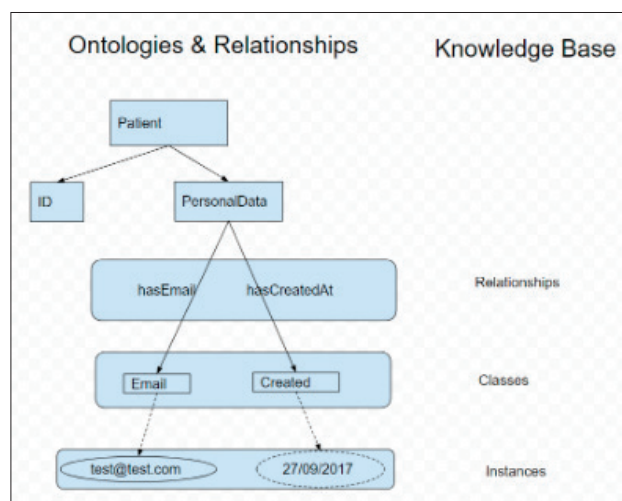 Ontologies & Relationships
Knowledge Base
Patient
ID
PersonalData
hasEmail
hasCreatedAt
Relationships
Email
Created
Classes
test@test.com
27/09/2017
Instances